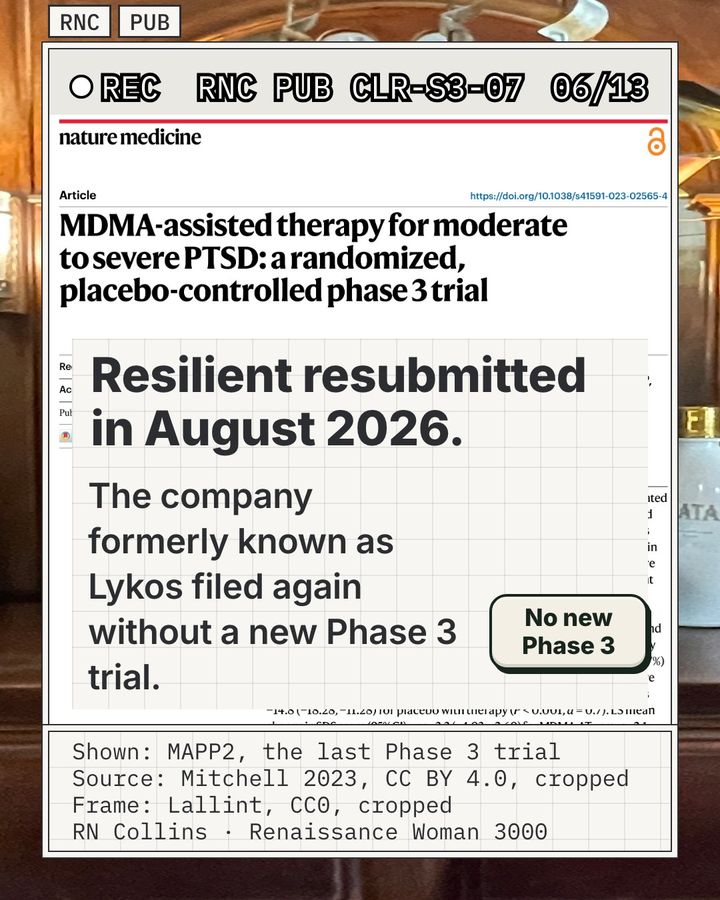 RNC PUB
REC RNC PUB CLR-S3-07 06/13
nature medicine
Article https://doi.org/10.1038/s41591-023-02565-4
MDMA-assisted therapy for moderate
to severe PTSD: a randomized,
placebo-controlled phase 3 trial
Resilient resubmitted
in August 2026.
The company
formerly known as
Lykos filed again
without a new Phase 3
trial.
No new
Phase 3
Shown: MAPP2, the last Phase 3 trial
Source: Mitchell 2023, CC BY 4.0, cropped
Frame: Lallint, CC0, cropped
RN Collins · Renaissance Woman 3000